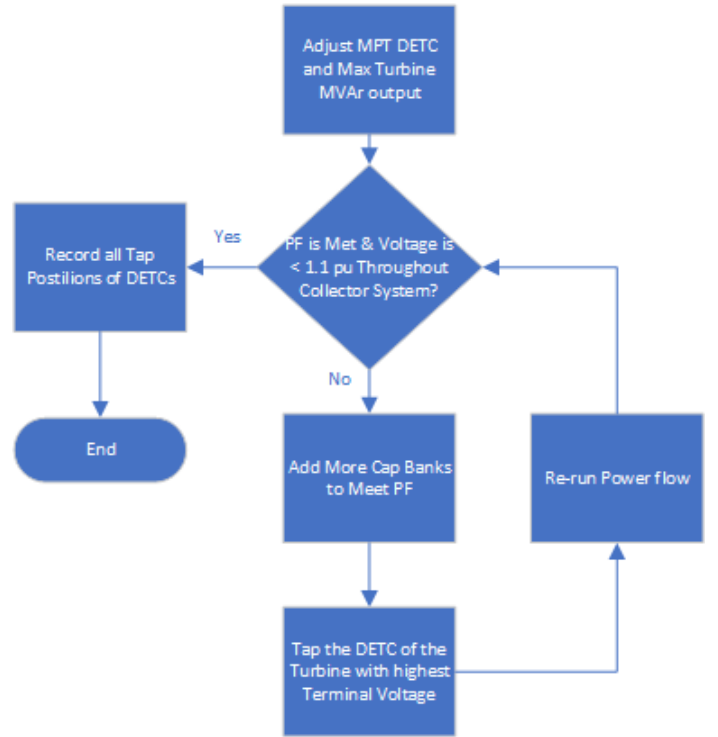 Adjust MPT DETC
and Max Turbine
MVAr output
PF is Met & Voltage is
< 1.1 pu Throughout
Collector System?
Yes
Record all Tap
Postilions of DETCs
End
No
Add More Cap Banks
to Meet PF
Tap the DETC of the
Turbine with highest
Terminal Voltage
Re-run Power flow